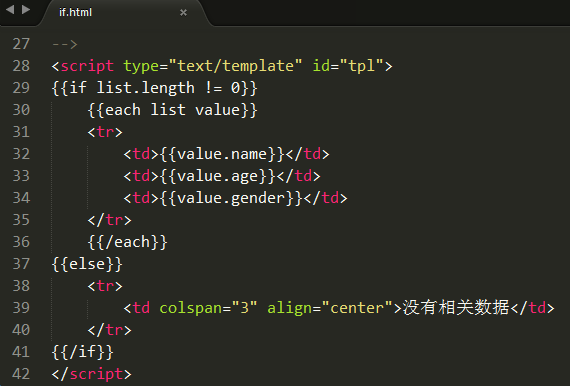 if.html ×
27 -->
28 <script type="text/template" id="tpl">
29 {{if list.length != 0}}
30     {{each list value}}
31     <tr>
32         <td>{{value.name}}</td>
33         <td>{{value.age}}</td>
34         <td>{{value.gender}}</td>
35     </tr>
36     {{/each}}
37 {{else}}
38     <tr>
39         <td colspan="3" align="center">没有相关数据</td>
40     </tr>
41 {{/if}}
42 </script>